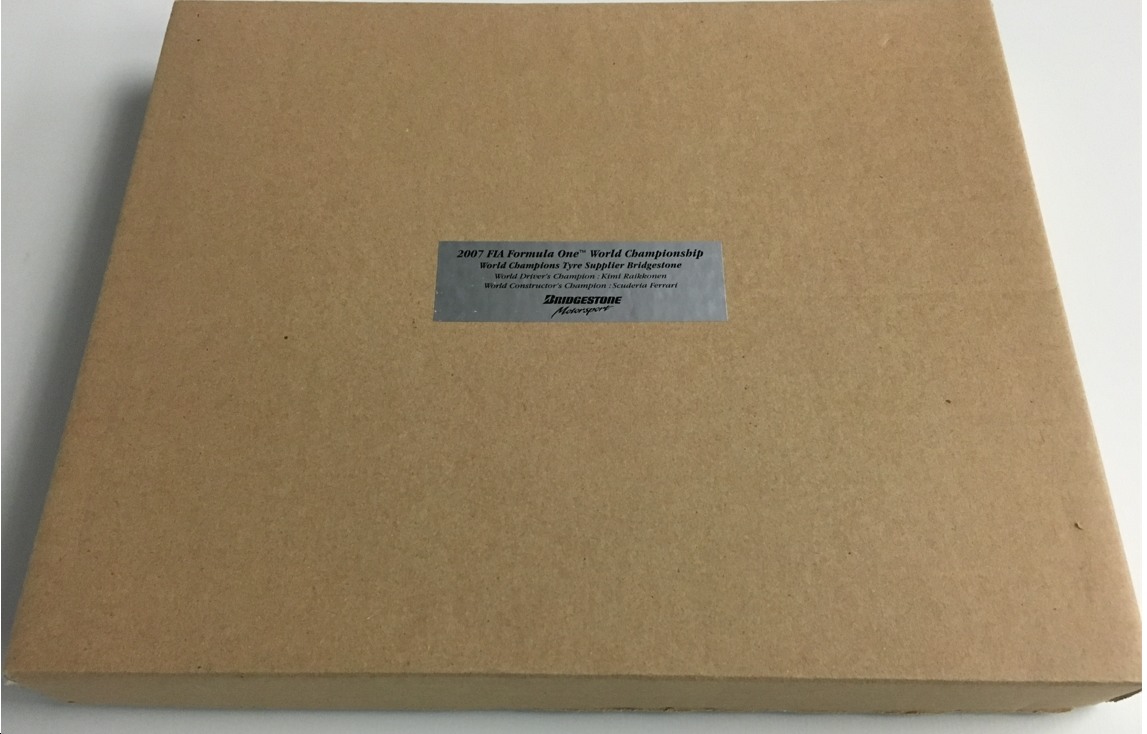 2007 FIA Formula One™ World Championship
World Champions Tyre Supplier Bridgestone
World Driver's Champion : Kimi Raikkonen
World Constructor's Champion : Scuderia Ferrari
BRIDGESTONE
Motorsport